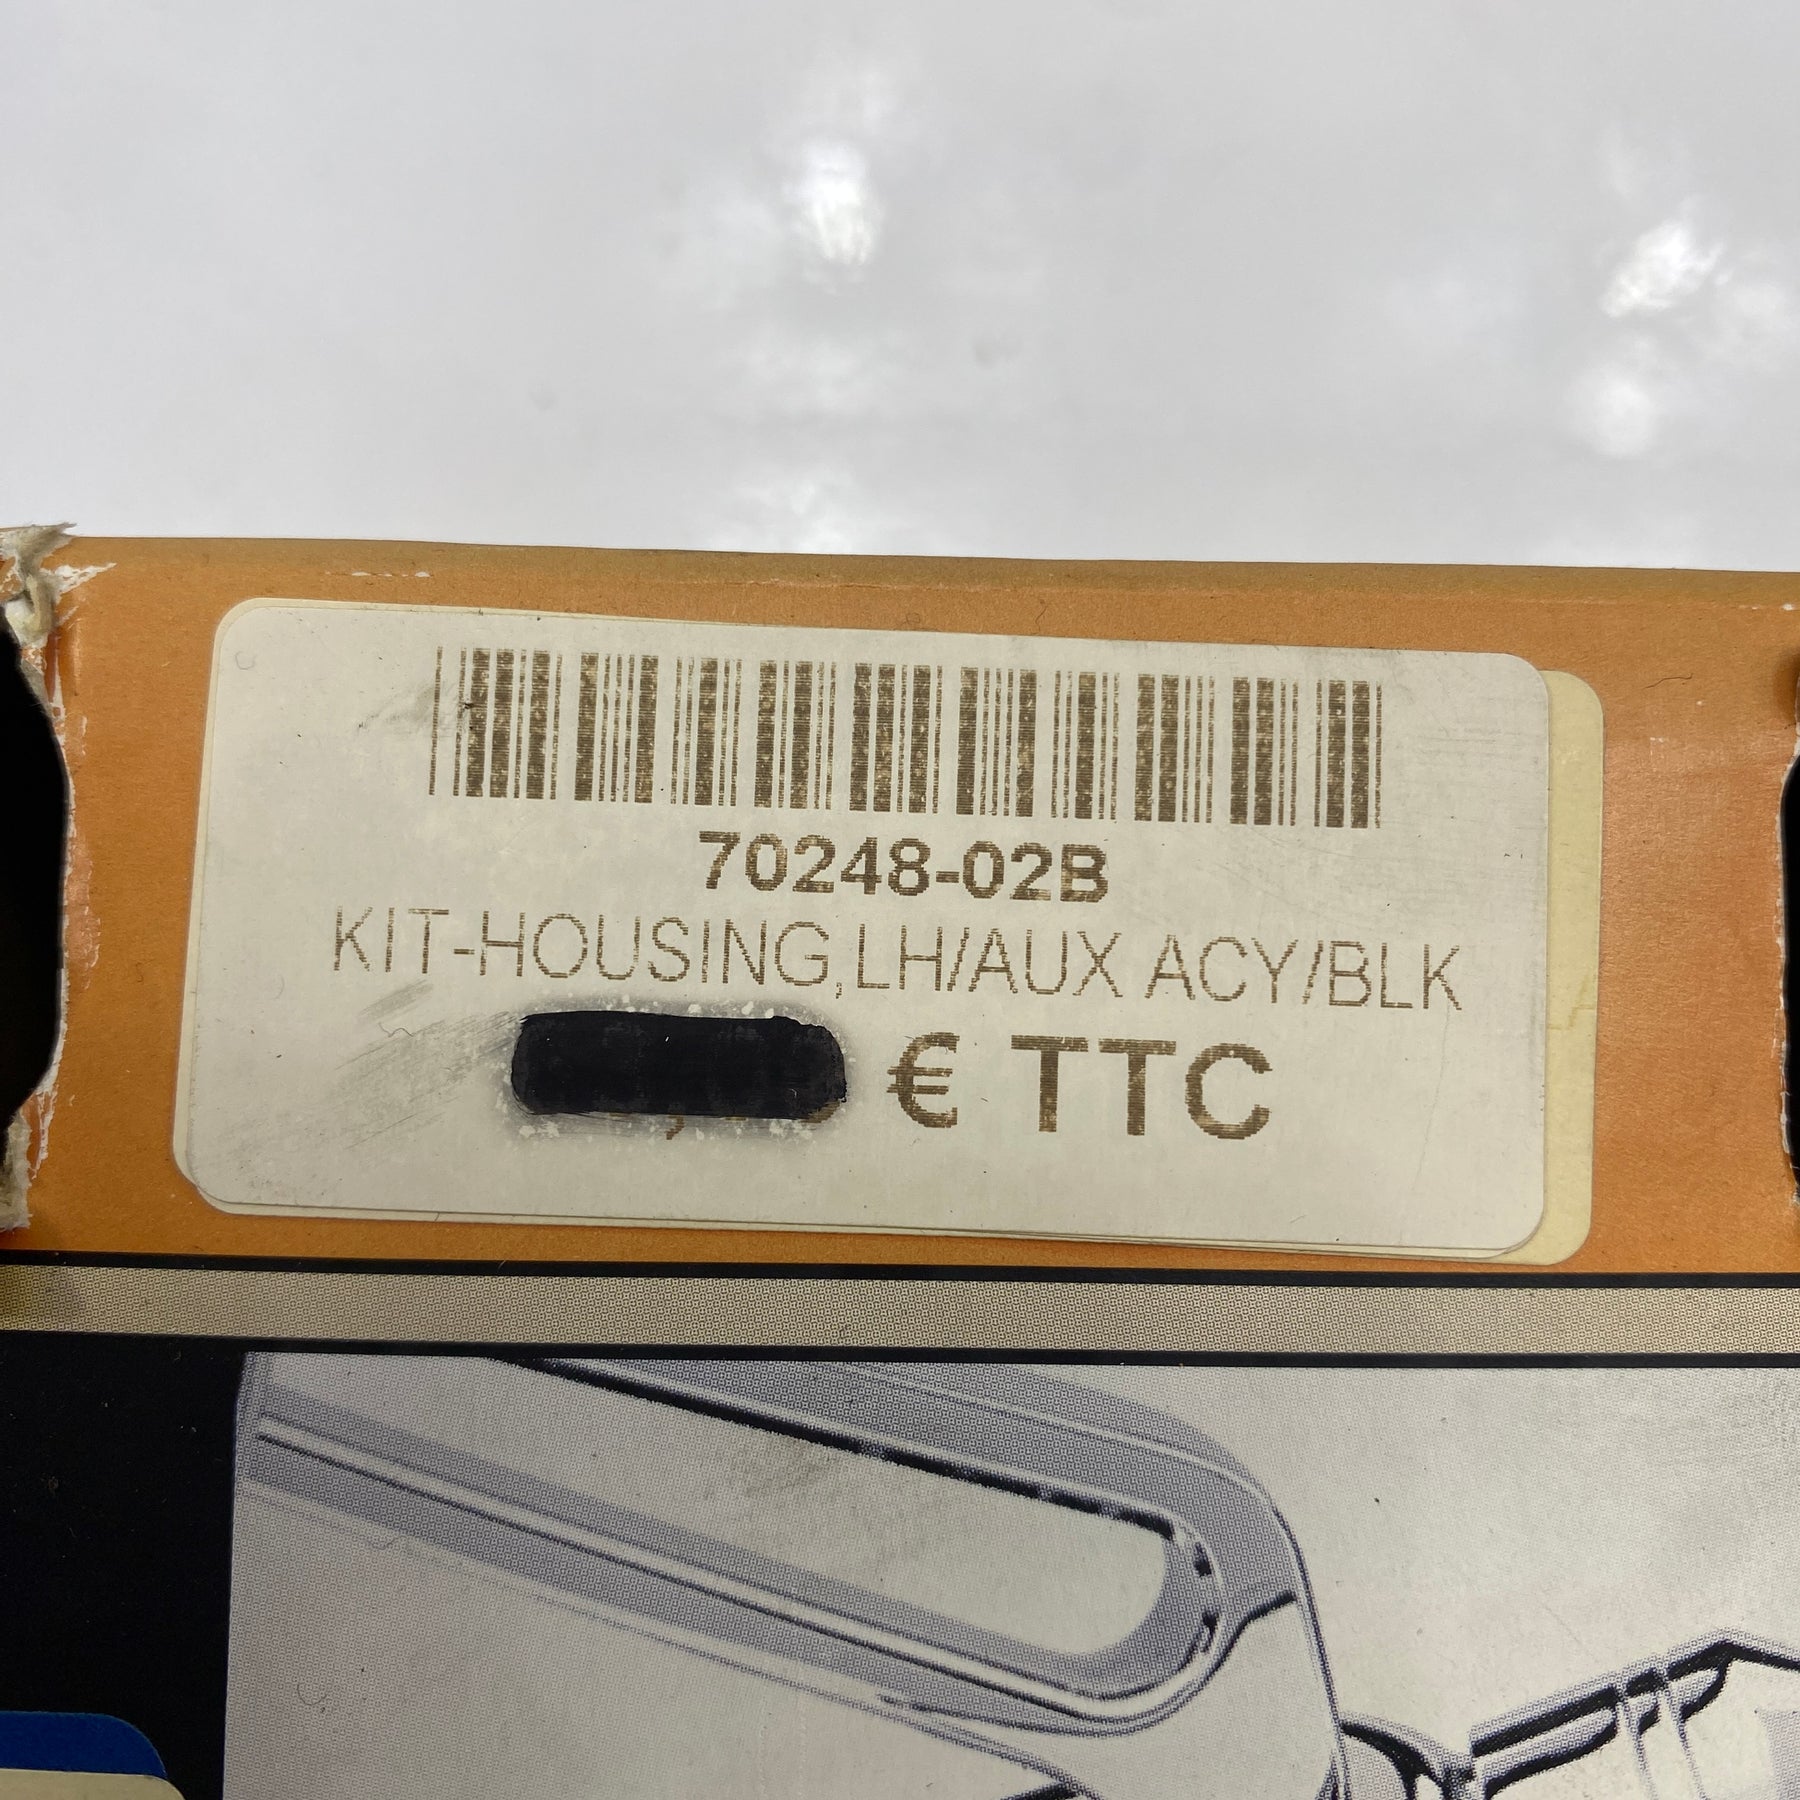 70248-02B
KIT-HOUSING,LH/AUX ACY/BLK
€ TTC